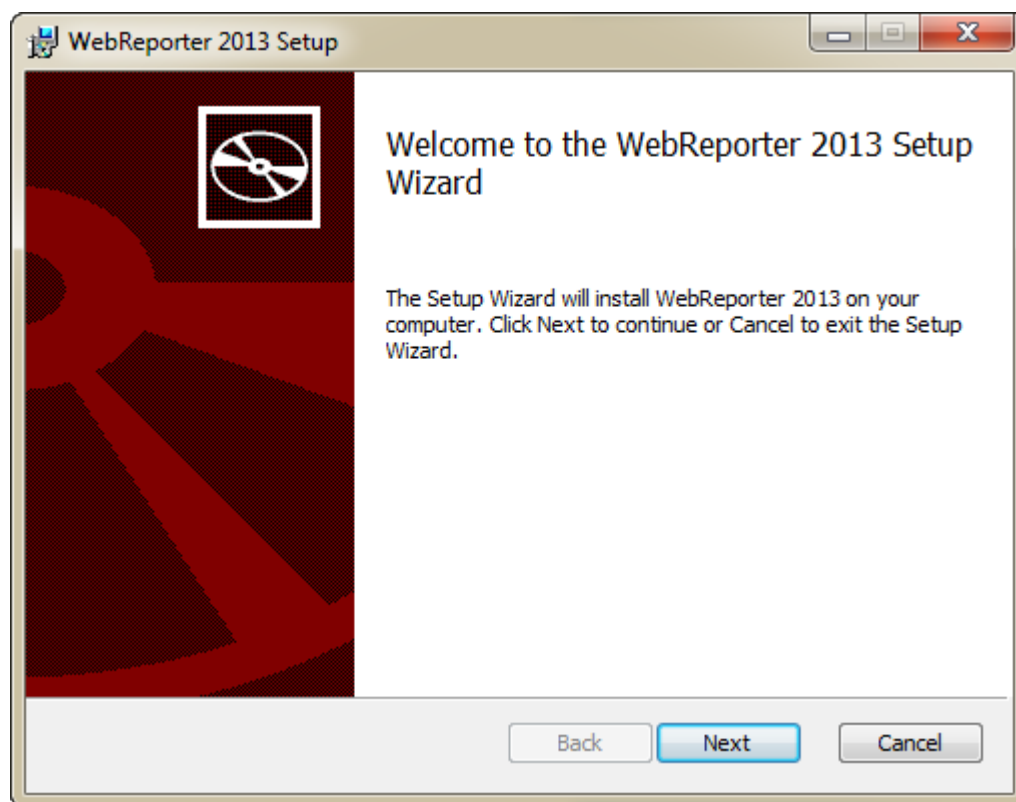 WebReporter 2013 Setup
Welcome to the WebReporter 2013 Setup
Wizard
The Setup Wizard will install WebReporter 2013 on your
computer. Click Next to continue or Cancel to exit the Setup
Wizard.
Back Next Cancel